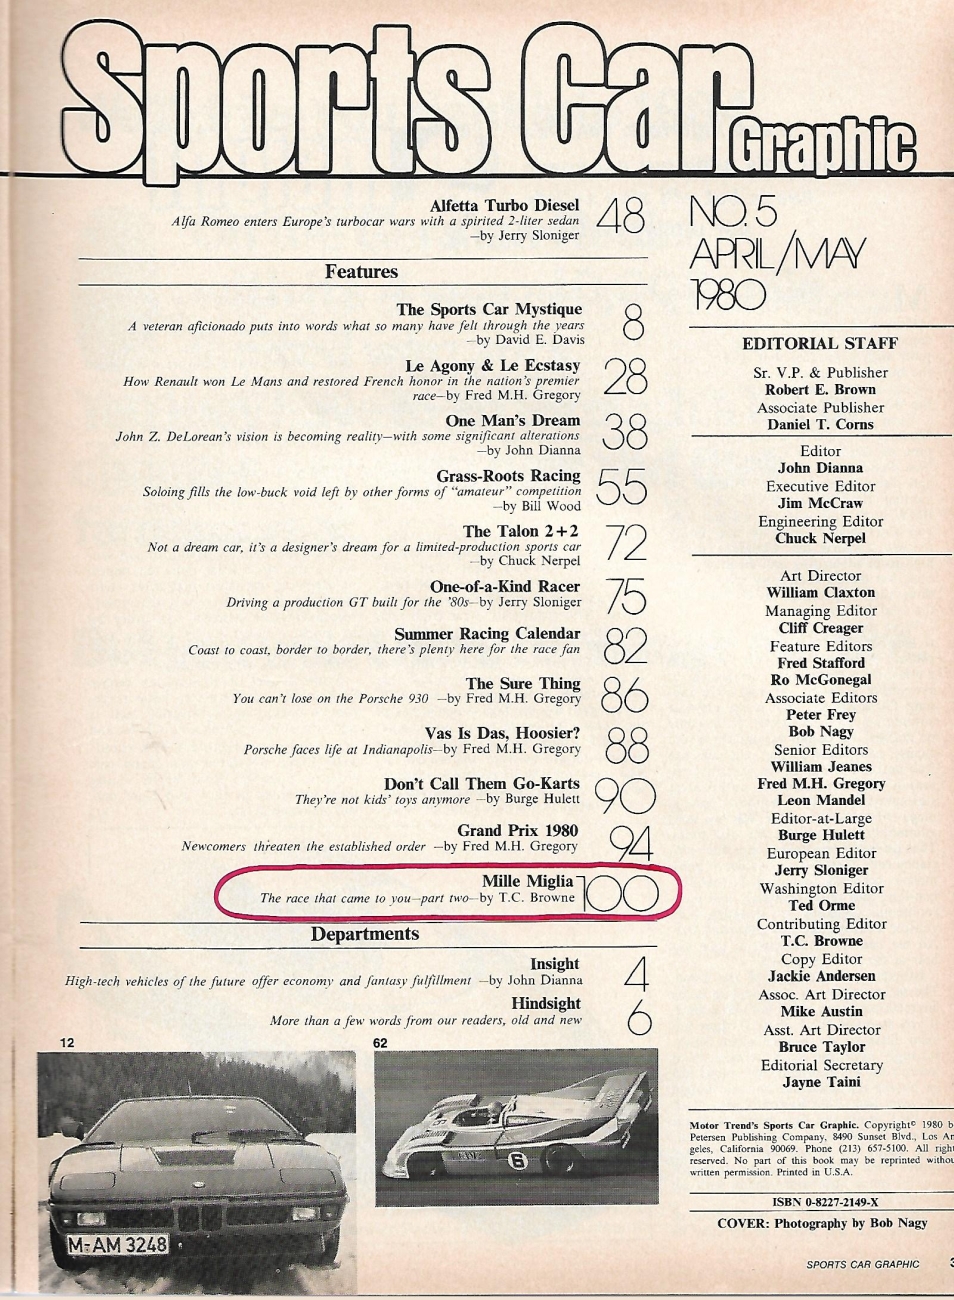 Sports Car Graphic
Alfetta Turbo Diesel 48
Alfa Romeo enters Europe's turbocar wars with a spirited 2-liter sedan
—by Jerry Sloniger
Features
The Sports Car Mystique 8
A veteran aficionado puts into words what so many have felt through the years
—by David E. Davis
Le Agony & Le Ecstasy 28
How Renault won Le Mans and restored French honor in the nation's premier
race—by Fred M.H. Gregory
One Man's Dream 38
John Z. DeLorean's vision is becoming reality—with some significant alterations
—by John Dianna
Grass-Roots Racing 55
Soloing fills the low-buck void left by other forms of "amateur" competition
—by Bill Wood
The Talon 2+2 72
Not a dream car, it's a designer's dream for a limited-production sports car
—by Chuck Nerpel
One-of-a-Kind Racer 75
Driving a production GT built for the '80s—by Jerry Sloniger
Summer Racing Calendar 82
Coast to coast, border to border, there's plenty here for the race fan
The Sure Thing 86
You can't lose on the Porsche 930 —by Fred M.H. Gregory
Vas Is Das, Hoosier? 88
Porsche faces life at Indianapolis—by Fred M.H. Gregory
Don't Call Them Go-Karts 90
They're not kids' toys anymore —by Burge Hulett
Grand Prix 1980 94
Newcomers threaten the established order —by Fred M.H. Gregory
Mille Miglia 100
The race that came to you—part two—by T.C. Browne
Departments
Insight 4
High-tech vehicles of the future offer economy and fantasy fulfillment —by John Dianna
Hindsight 6
More than a few words from our readers, old and new
12
62
M-AM 3248
6
NO. 5
APRIL/MAY
1980
EDITORIAL STAFF
Sr. V.P. & Publisher
Robert E. Brown
Associate Publisher
Daniel T. Corns
Editor
John Dianna
Executive Editor
Jim McCraw
Engineering Editor
Chuck Nerpel
Art Director
William Claxton
Managing Editor
Cliff Creager
Feature Editors
Fred Stafford
Ro McGonegal
Associate Editors
Peter Frey
Bob Nagy
Senior Editors
William Jeanes
Fred M.H. Gregory
Leon Mandel
Editor-at-Large
Burge Hulett
European Editor
Jerry Sloniger
Washington Editor
Ted Orme
Contributing Editor
T.C. Browne
Copy Editor
Jackie Andersen
Assoc. Art Director
Mike Austin
Asst. Art Director
Bruce Taylor
Editorial Secretary
Jayne Taini
Motor Trend's Sports Car Graphic. Copyright© 1980 b
Petersen Publishing Company, 8490 Sunset Blvd., Los An
geles, California 90069. Phone (213) 657-5100. All right
reserved. No part of this book may be reprinted withou
written permission. Printed in U.S.A.
ISBN 0-8227-2149-X
COVER: Photography by Bob Nagy
SPORTS CAR GRAPHIC 3